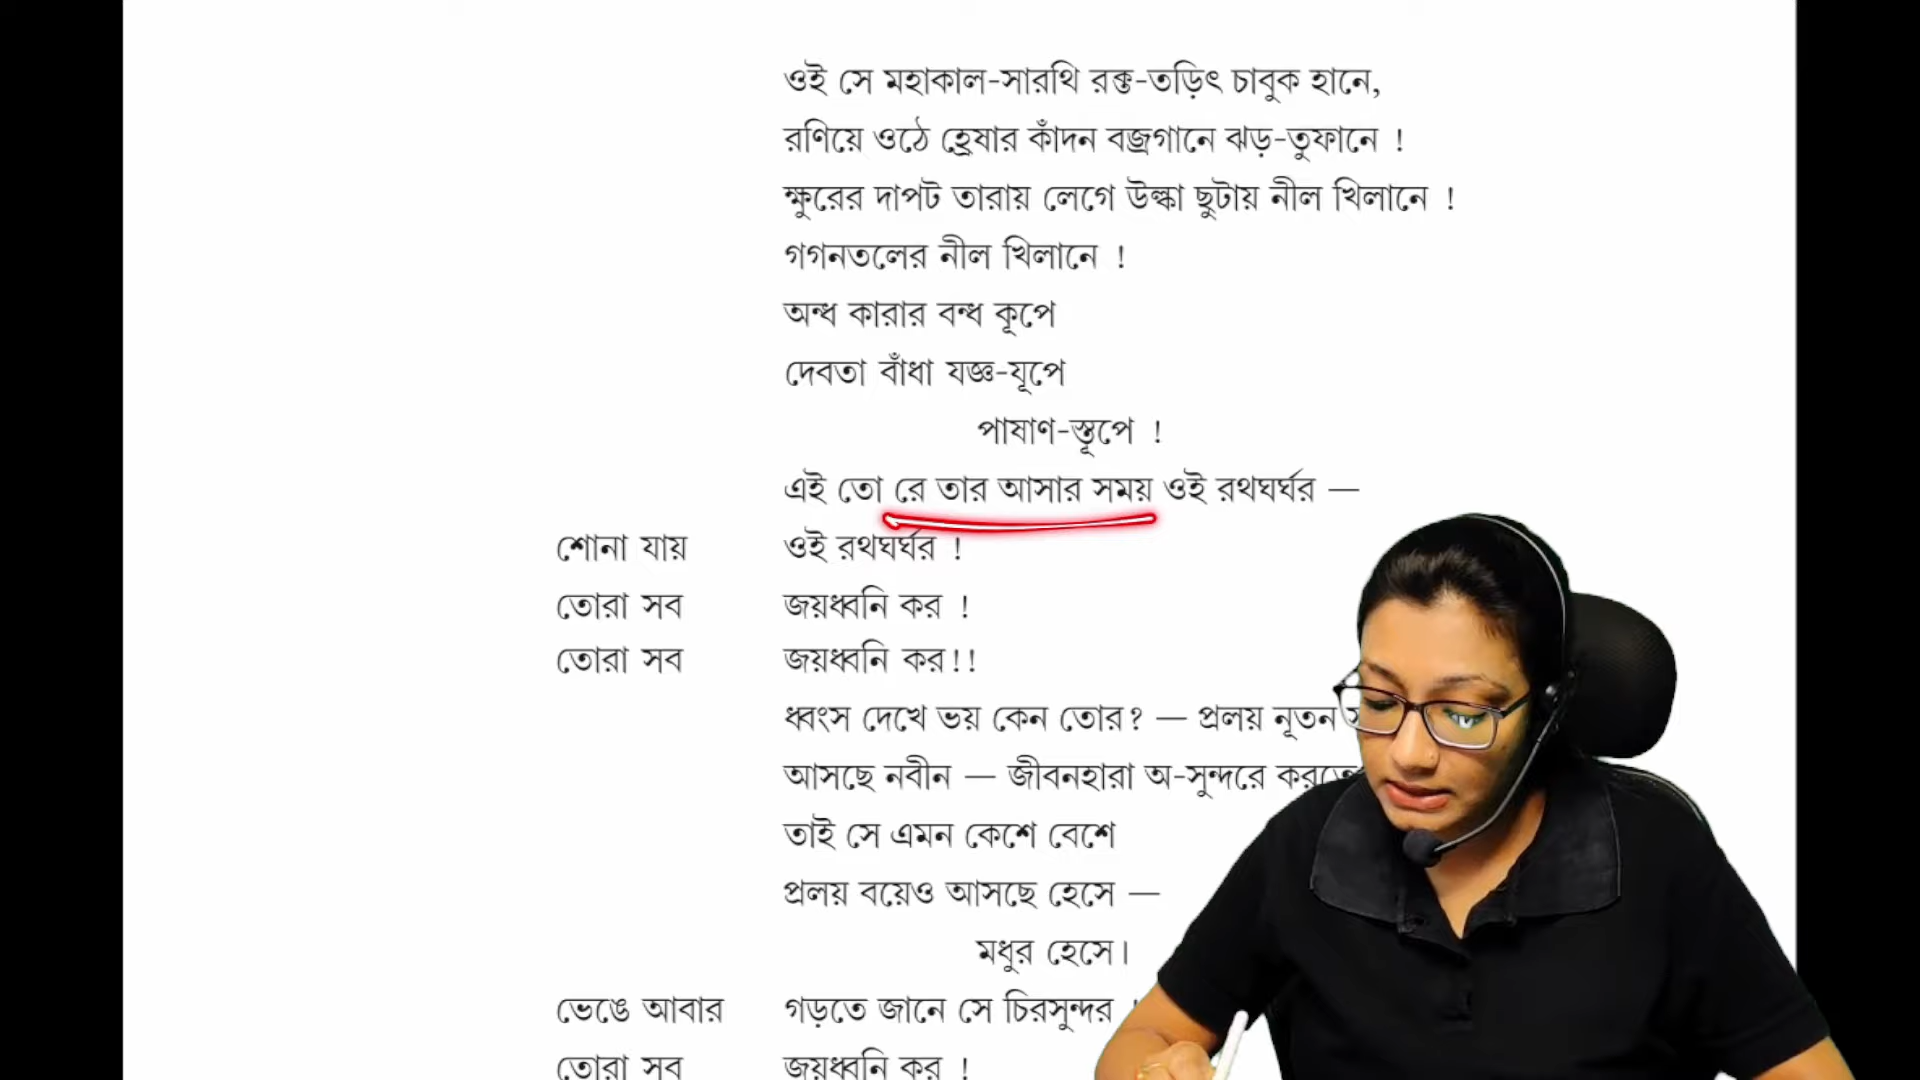 ওই সে মহাকাল-সারথি রক্ত-তড়িৎ চাবুক হানে,
রণিয়ে ওঠে হ্রেষার কাঁদন বজ্রগানে ঝড়-তুফানে !
ক্ষুরের দাপট তারায় লেগে উল্কা ছুটায় নীল খিলানে !
গগনতলের নীল খিলানে !
অন্ধ কারার বন্ধ কূপে
দেবতা বাঁধা যজ্ঞ-যূপে
পাষাণ-স্তূপে !
এই তো রে তার আসার সময় ওই রথঘর্ঘর —
শোনা যায় ওই রথঘর্ঘর !
তোরা সব জয়ধ্বনি কর !
তোরা সব জয়ধ্বনি কর!!
ধ্বংস দেখে ভয় কেন তোর? — প্রলয় নূতন
আসছে নবীন — জীবনহারা অ-সুন্দরে করতে
তাই সে এমন কেশে বেশে
প্রলয় বয়েও আসছে হেসে —
মধুর হেসে।
ভেঙে আবার গড়তে জানে সে চিরসুন্দর !
তোরা সব জয়ধ্বনি কর !